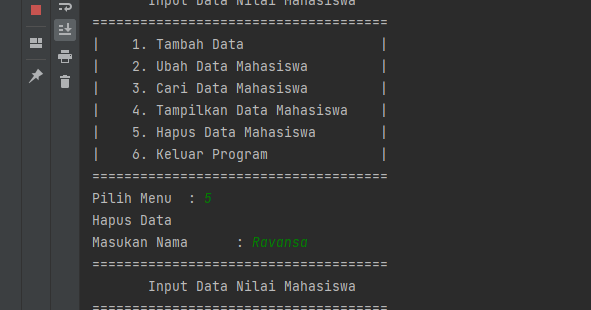 Input Data Nilai Mahasiswa
=====================================
|    1. Tambah Data                 |
|    2. Ubah Data Mahasiswa         |
|    3. Cari Data Mahasiswa         |
|    4. Tampilkan Data Mahasiswa    |
|    5. Hapus Data Mahasiswa        |
|    6. Keluar Program              |
=====================================
Pilih Menu  : 5
Hapus Data
Masukan Nama      : Ravansa
=====================================
Input Data Nilai Mahasiswa
=====================================